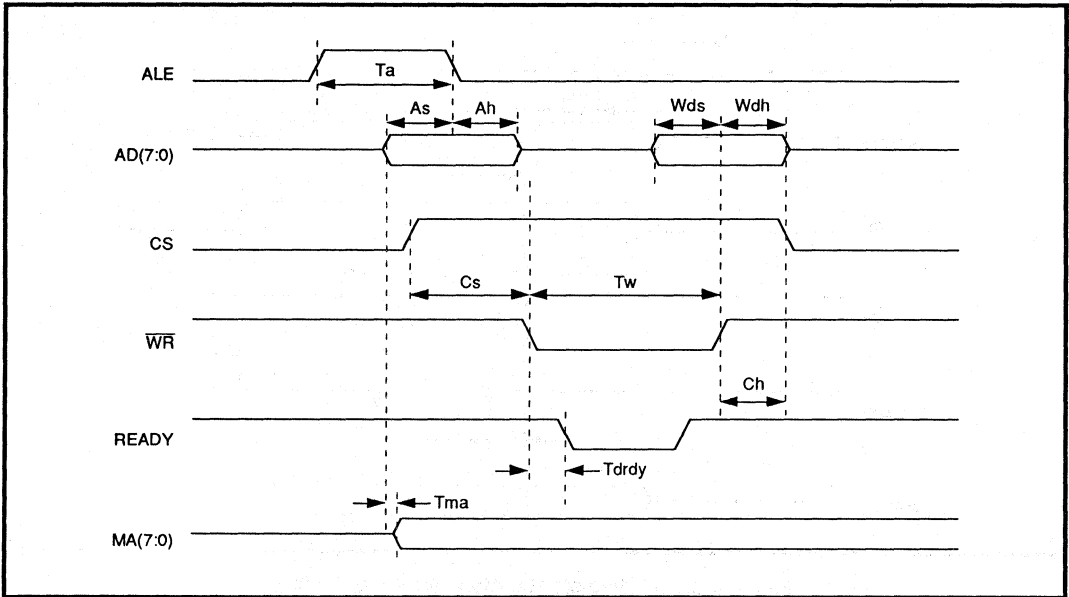 ALE
Ta
As Ah Wds Wdh
AD(7:0)
CS
Cs Tw
WR
Ch
READY
Tdrdy
Tma
MA(7:0)